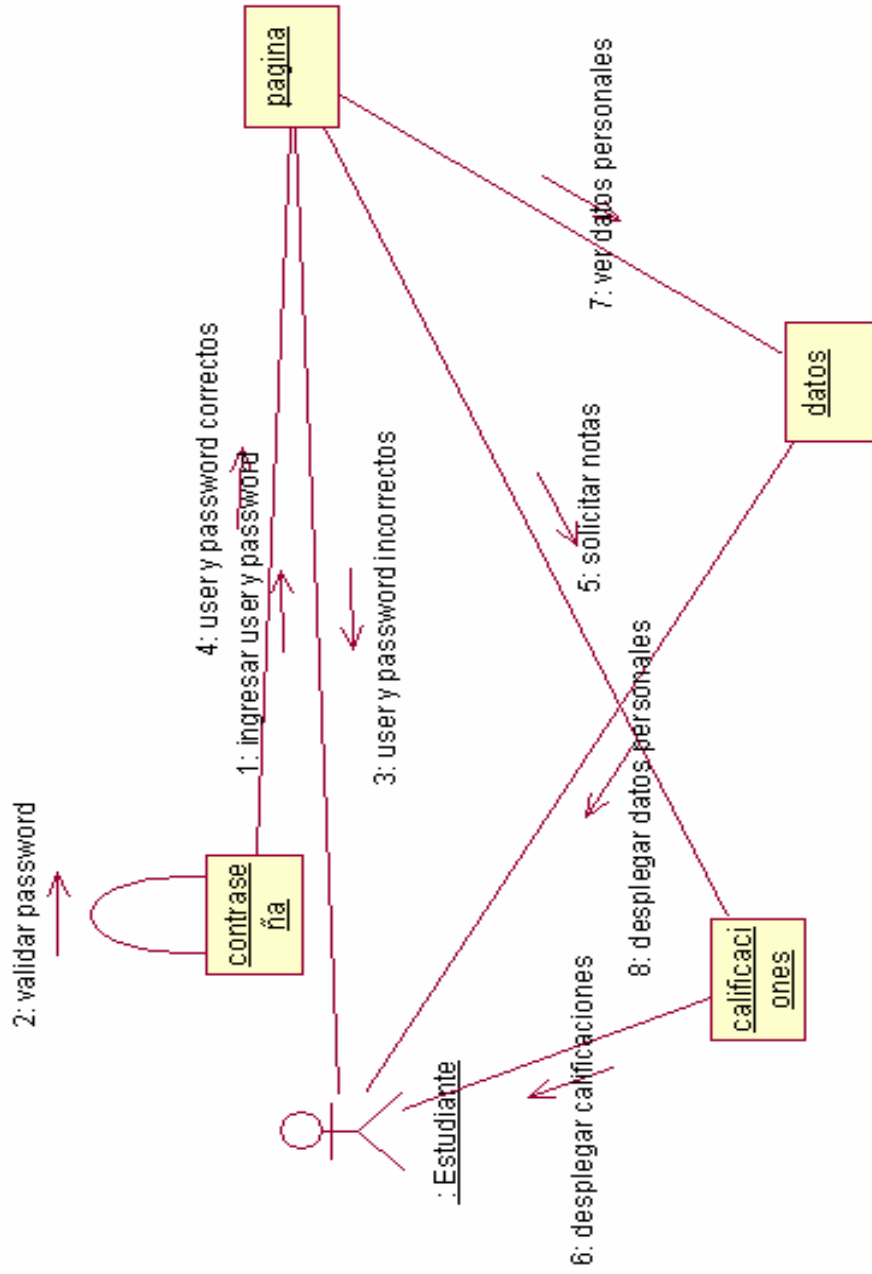 2: validar password
contrase
ña
4: user y password correctos
1: ingresar user y password
3: user y password incorrectos
pagina
: Estudiante
5: solicitar notas
7: ver datos personales
6: desplegar calificaciones
8: desplegar datos personales
calificaci
ones
datos